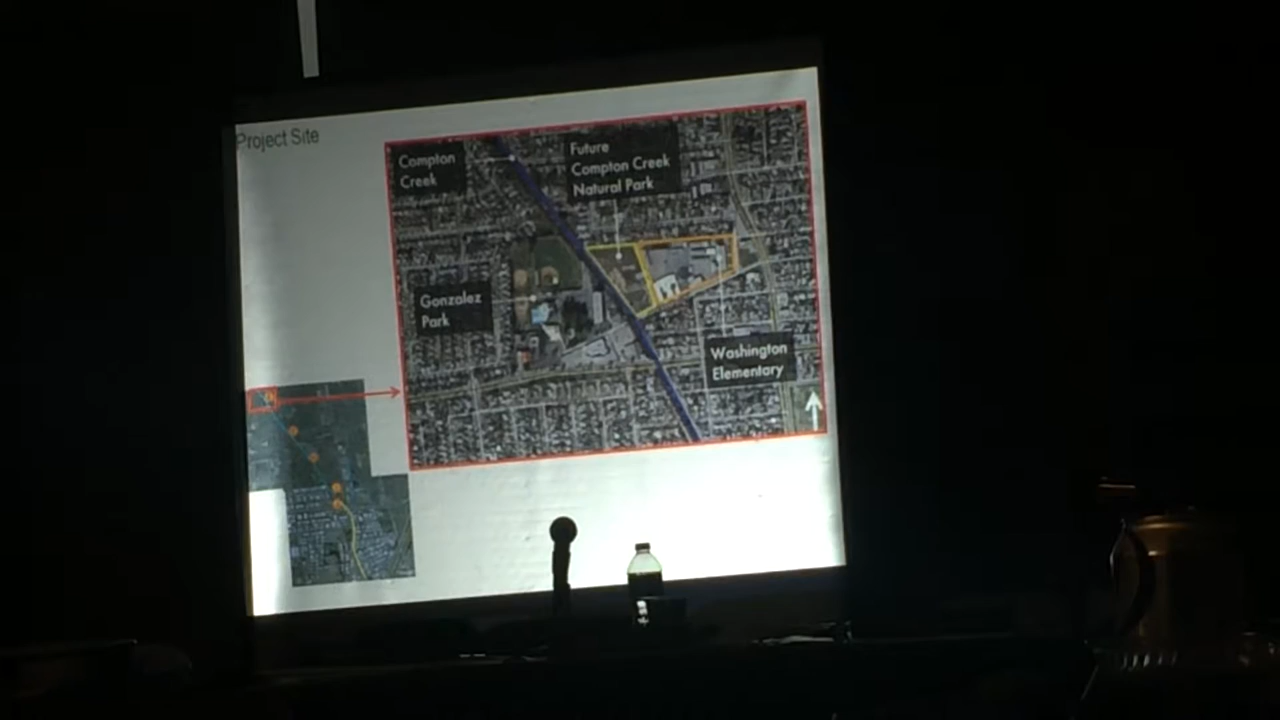 Project Site
Compton
Creek
Future
Compton Creek
Natural Park
Gonzalez
Park
Washington
Elementary